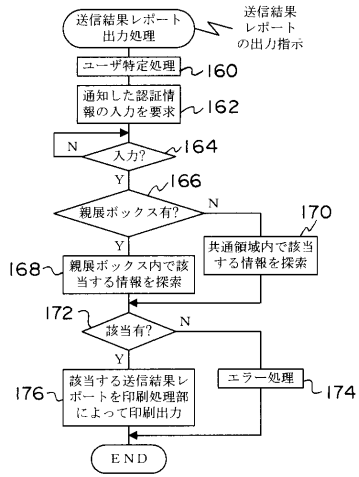 送信結果レポート
出力処理
送信結果
レポート
の出力指示
ユーザ特定処理
160
通知した認証情
報の入力を要求
162
入力?
164
N
Y
166
親展ボックス有?
N
Y
170
共通領域内で該当
する情報を探索
168
親展ボックス内で該
当する情報を探索
172
該当有?
N
Y
エラー処理
174
176
該当する送信結果レ
ポートを印刷処理部
によって印刷出力
END